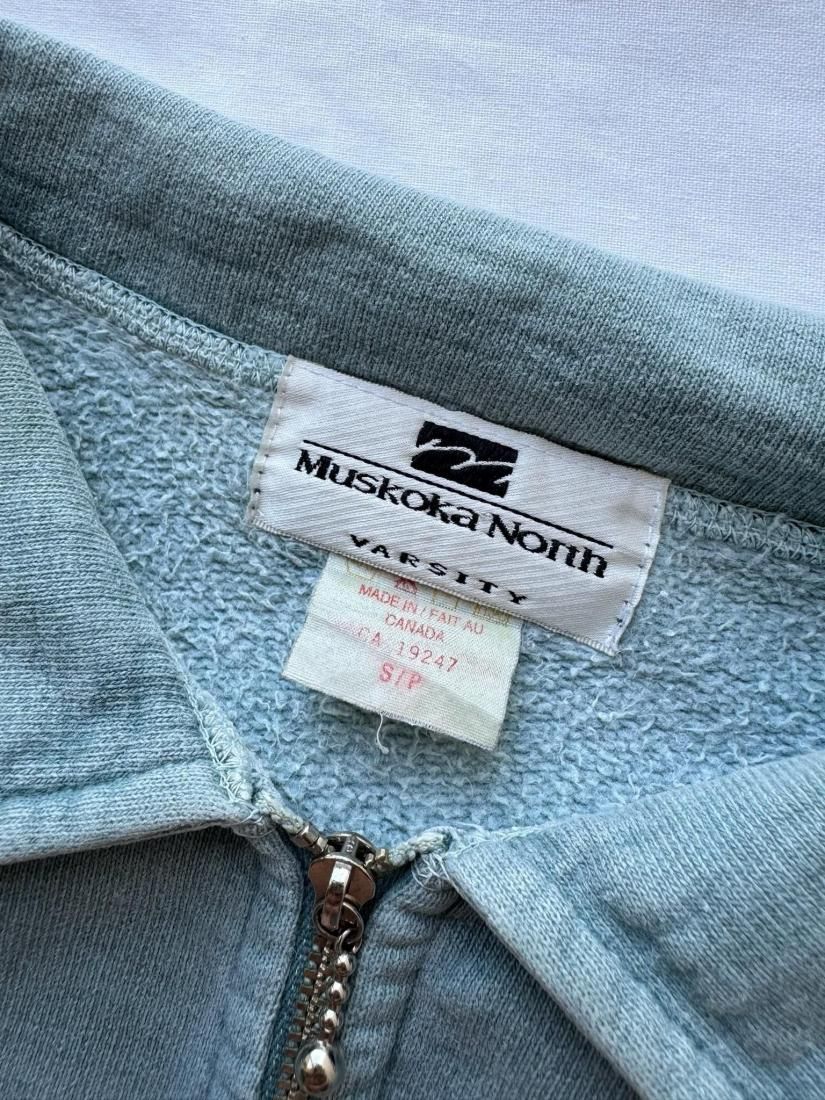 Muskoka North
VARSITY
MADE IN / FAIT AU
CANADA
CA 19247
S/P